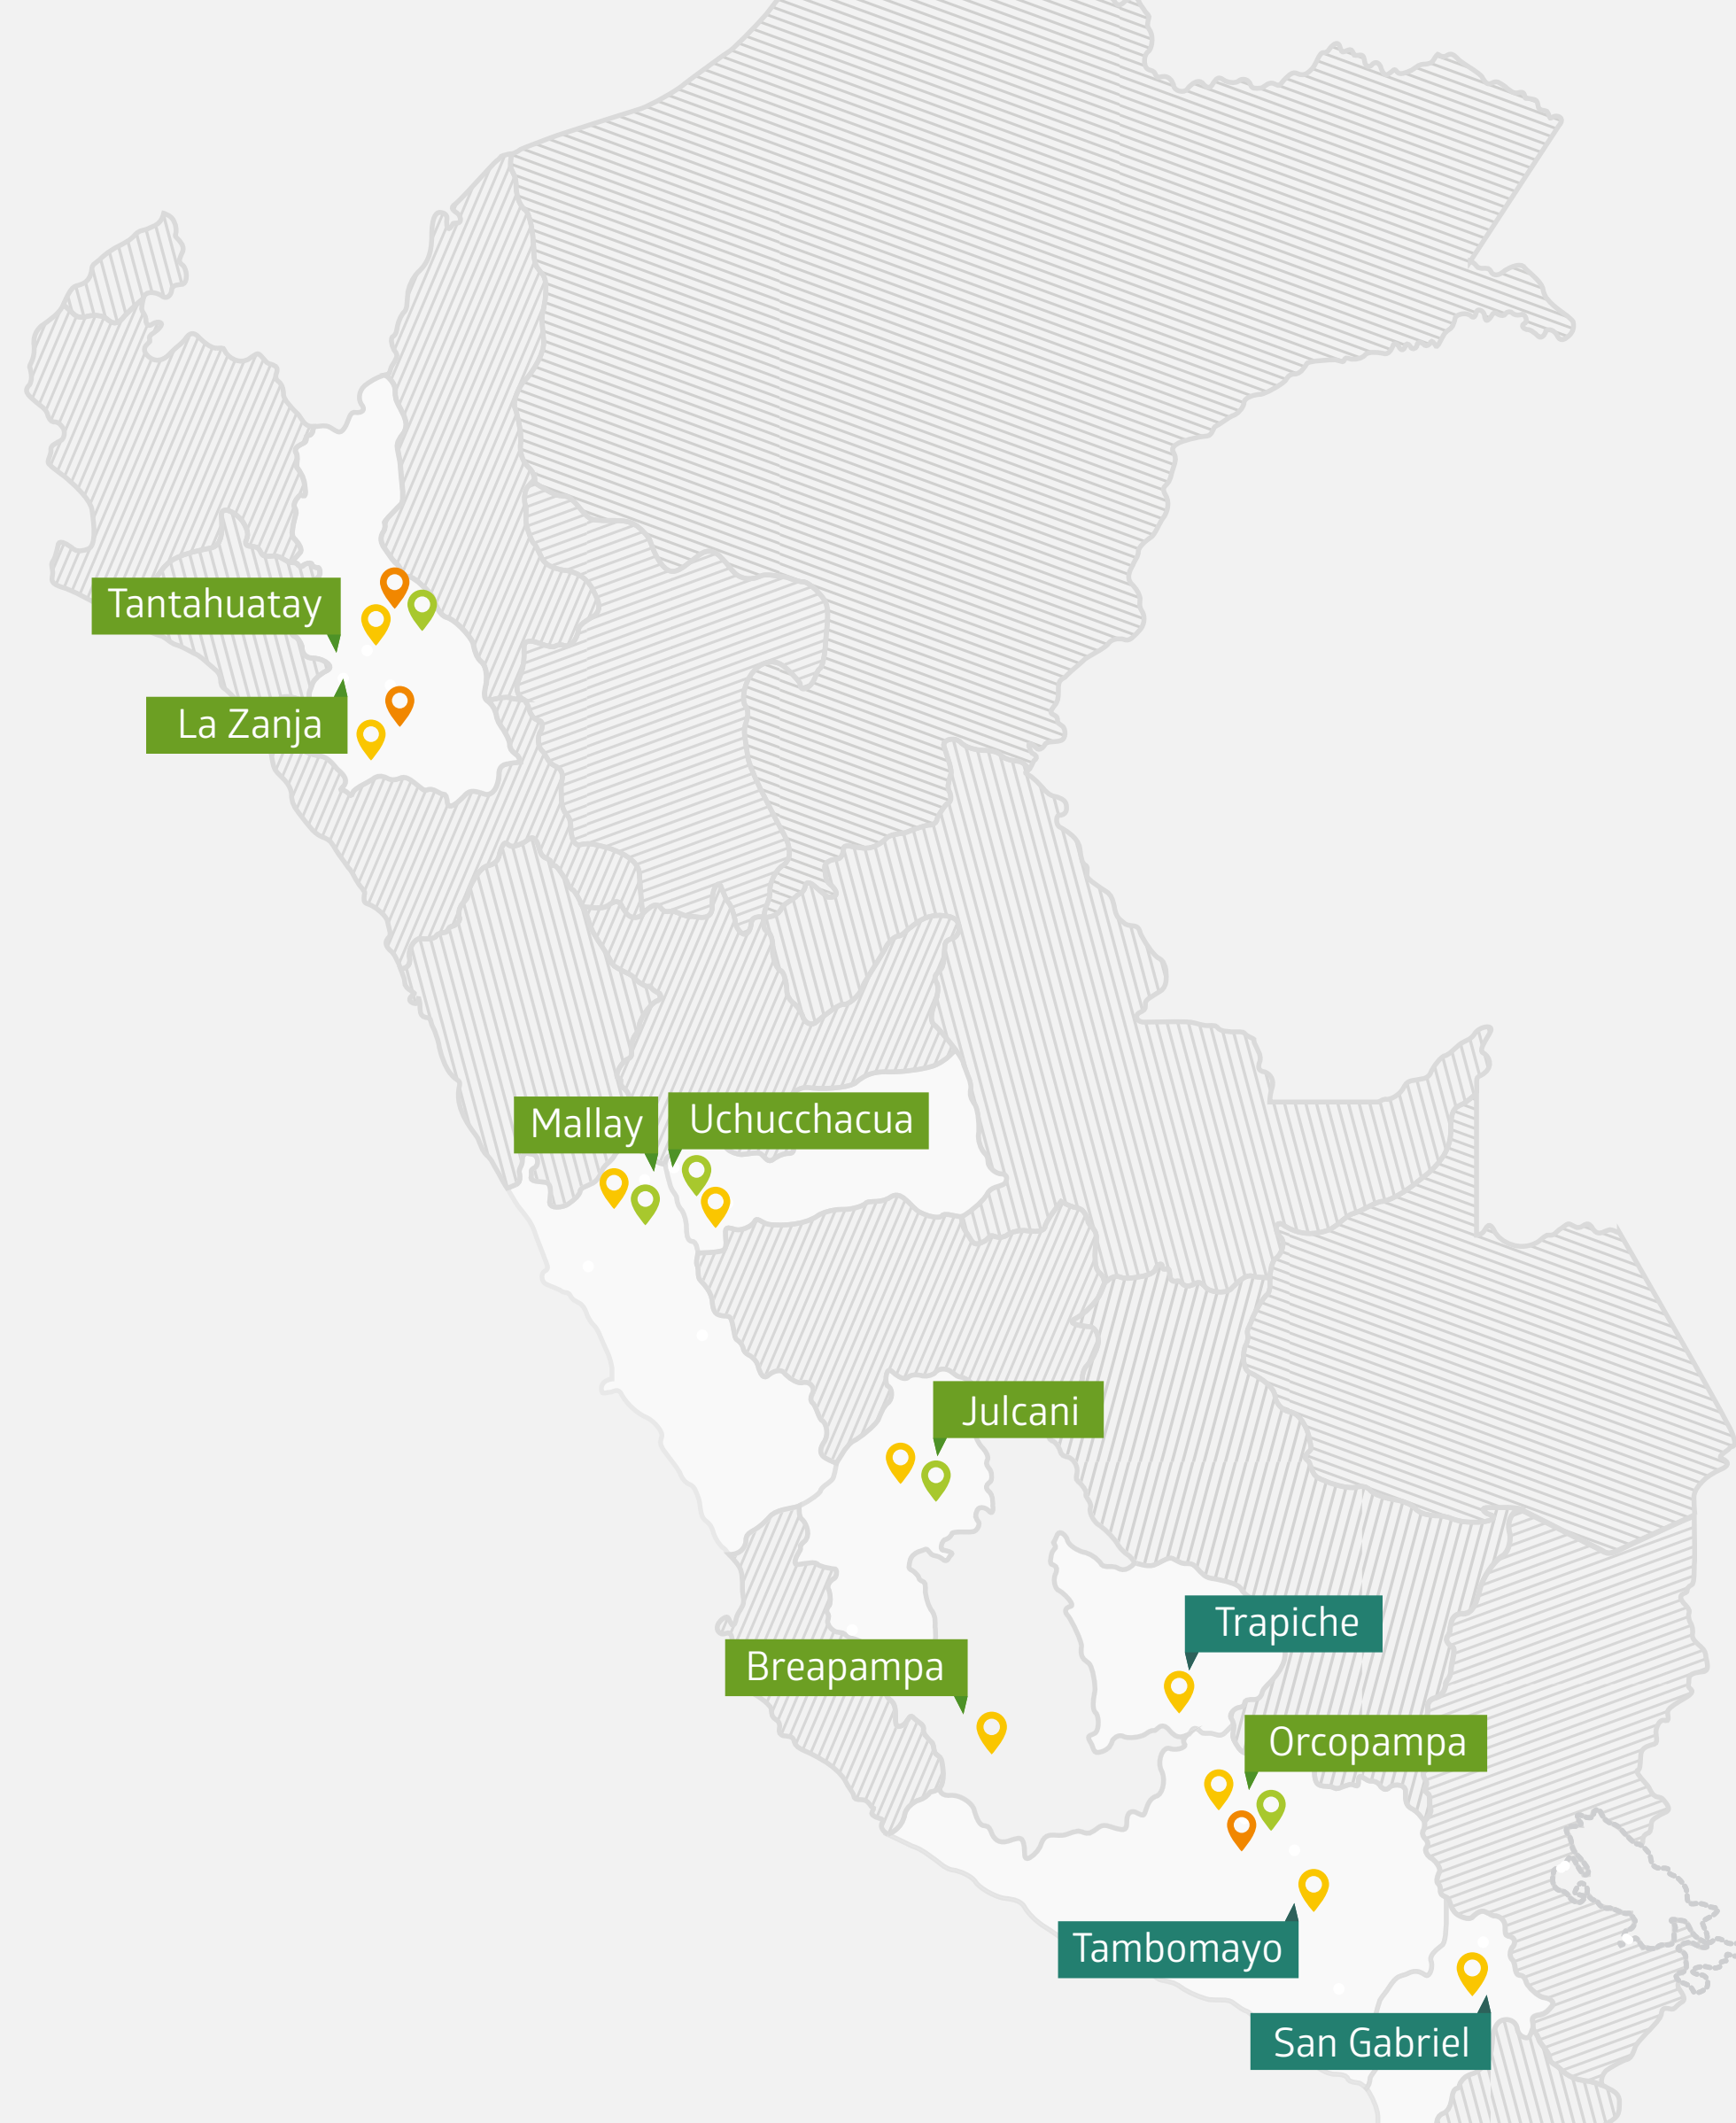 Tantahuatay
La Zanja
Mallay
Uchucchacua
Julcani
Trapiche
Breapampa
Orcopampa
Tambomayo
San Gabriel